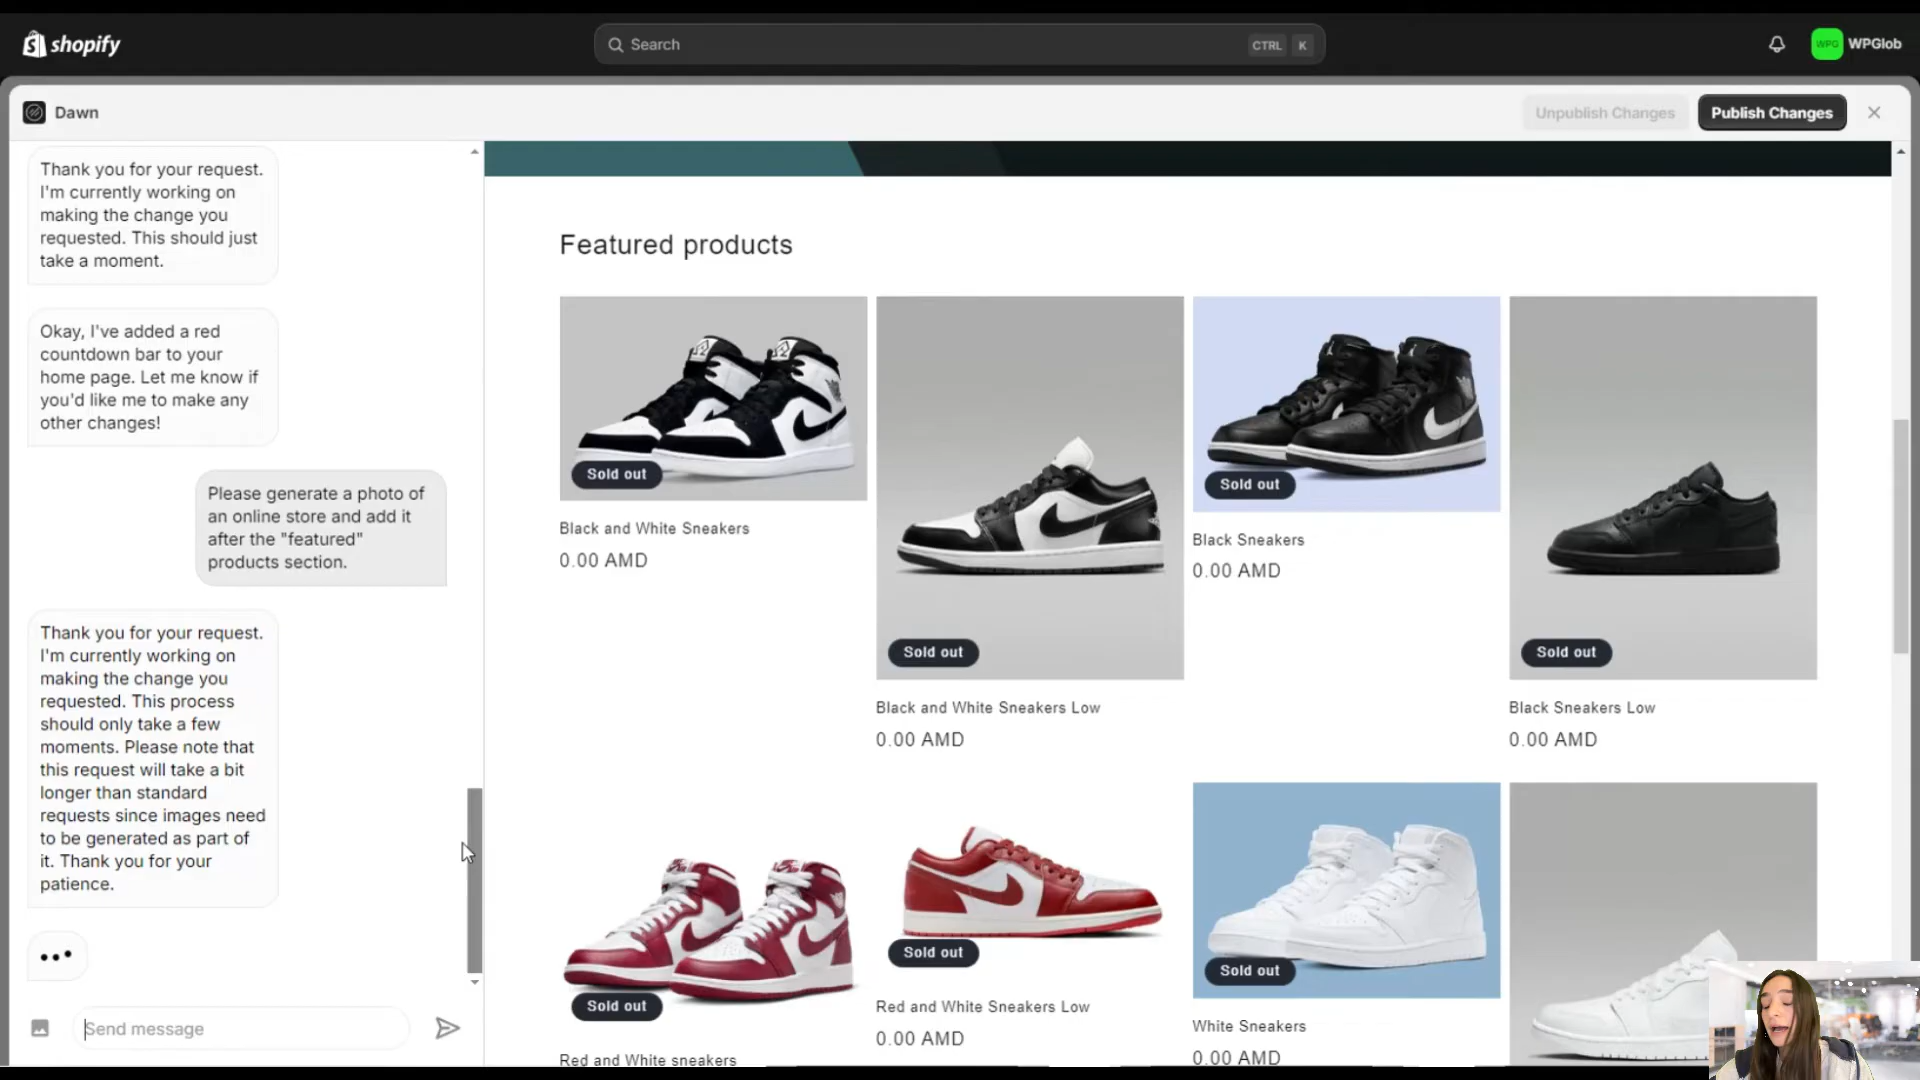 shopify
Search
CTRL K
WPG
WPGlob
Dawn
Unpublish Changes
Publish Changes
Thank you for your request.
I'm currently working on
making the change you
requested. This should just
take a moment.
Okay, I've added a red
countdown bar to your
home page. Let me know if
you'd like me to make any
other changes!
Please generate a photo of
an online store and add it
after the "featured"
products section.
Thank you for your request.
I'm currently working on
making the change you
requested. This process
should only take a few
moments. Please note that
this request will take a bit
longer than standard
requests since images need
to be generated as part of
it. Thank you for your
patience.
Send message
Featured products
Sold out
Black and White Sneakers
0.00 AMD
Sold out
Black and White Sneakers Low
0.00 AMD
Sold out
Black Sneakers
0.00 AMD
Sold out
Black Sneakers Low
0.00 AMD
Sold out
Red and White sneakers
Sold out
Red and White Sneakers Low
0.00 AMD
Sold out
White Sneakers
0.00 AMD